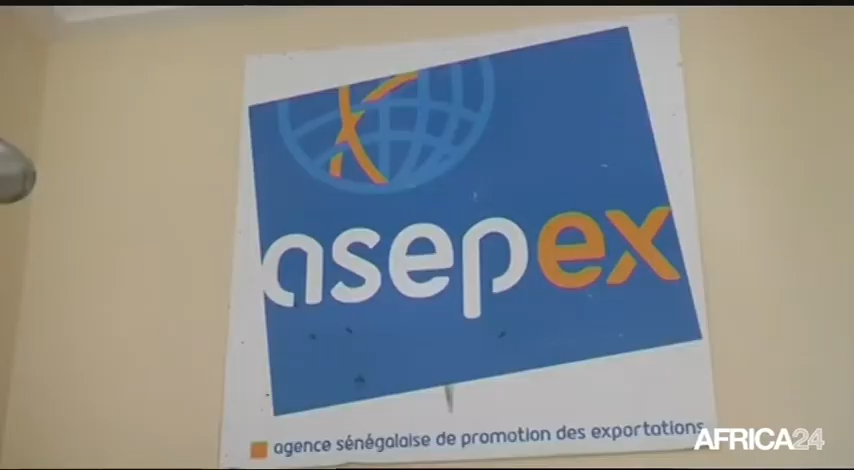 asepex
agence sénégalaise de promotion des exportations
AFRICA24